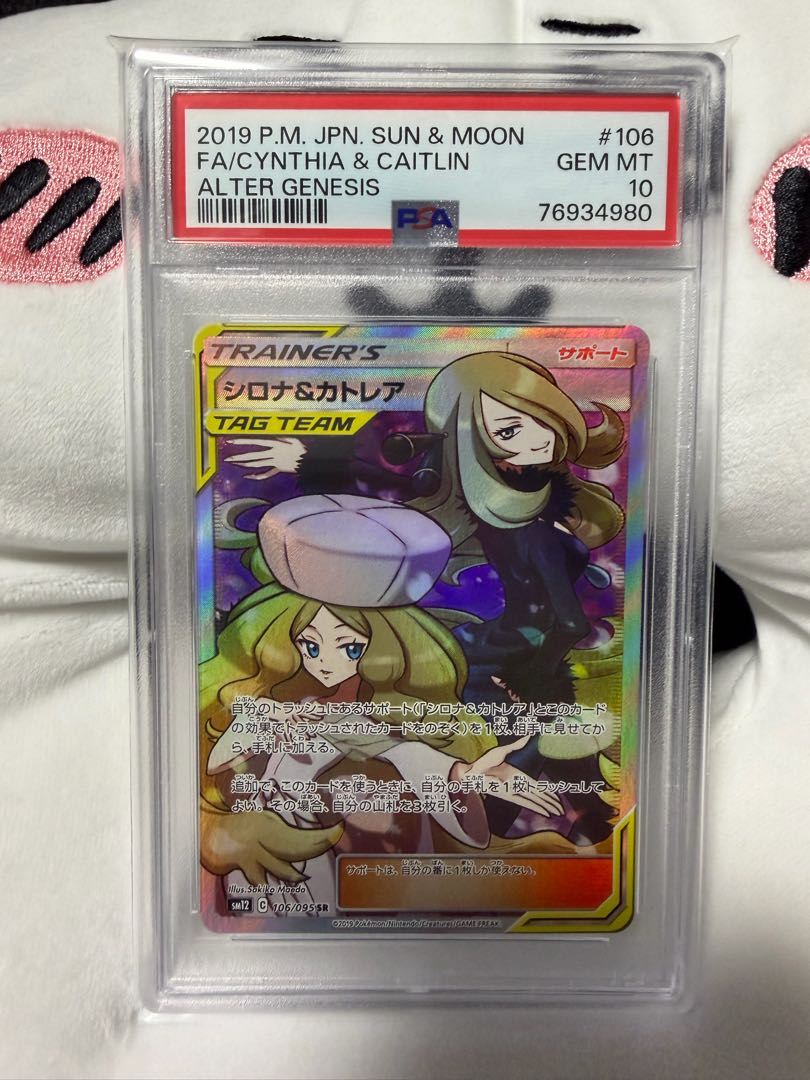 2019 P.M. JPN. SUN & MOON #106
FA/CYNTHIA & CAITLIN GEM MT
ALTER GENESIS 10
PSA 76934980
TRAINER'S サポート
シロナ&カトレア
TAG TEAM
自分のトラッシュにあるサポート(「シロナ&カトレア」とこのカード
の効果でトラッシュされたカードをのぞく)を1枚、相手に見せてか
ら、手札に加える。
追加で、このカードを使うときに、自分の手札を1枚トラッシュして
よい。その場合、自分の山札を3枚引く。
サポートは、自分の番に1枚しか使えない。
Illus. Sakiko Maeda
SM12 C 106/095 SR
©2019 Pokémon/Nintendo/Creatures/GAME FREAK